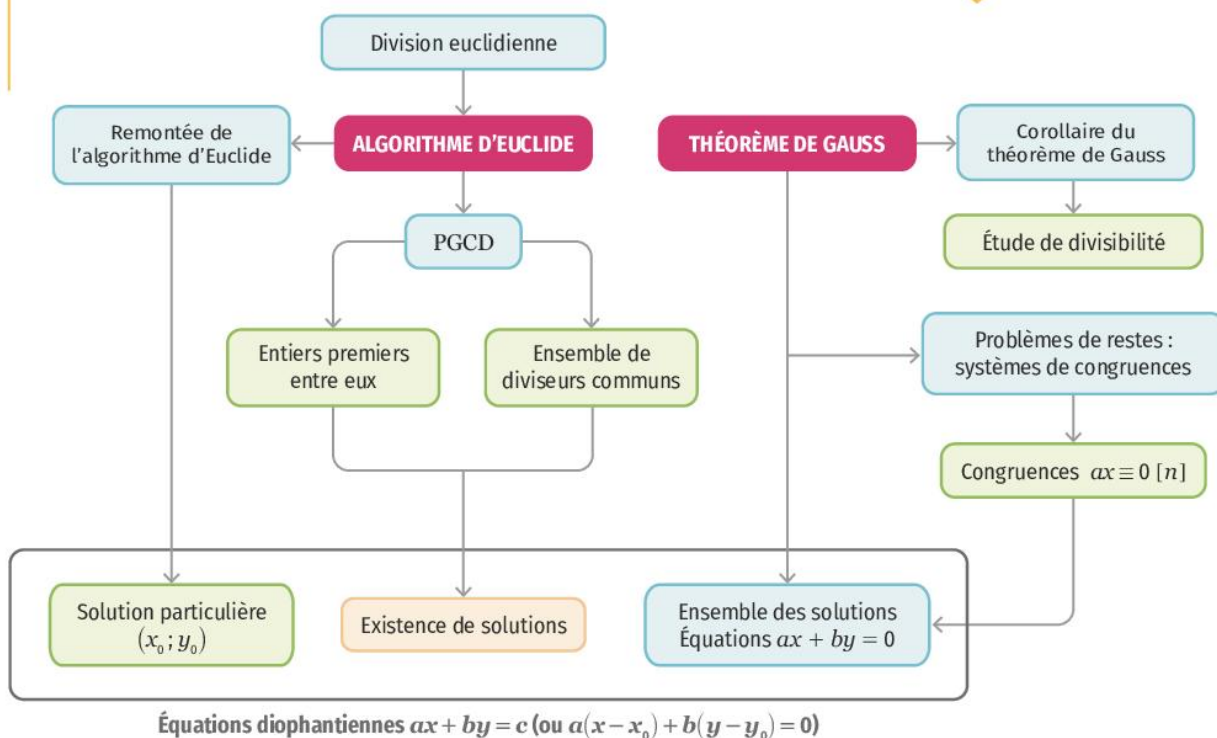 Division euclidienne
Remontée de
l'algorithme d'Euclide
ALGORITHME D'EUCLIDE
THÉORÈME DE GAUSS
Corollaire du
théorème de Gauss
PGCD
Étude de divisibilité
Entiers premiers
entre eux
Ensemble de
diviseurs communs
Problèmes de restes :
systèmes de congruences
Congruences ax ≡ 0 [n]
Solution particulière
(x₀ ; y₀)
Existence de solutions
Ensemble des solutions
Équations ax + by = 0
Équations diophantiennes ax + by = c (ou a(x − x₀) + b(y − y₀) = 0)